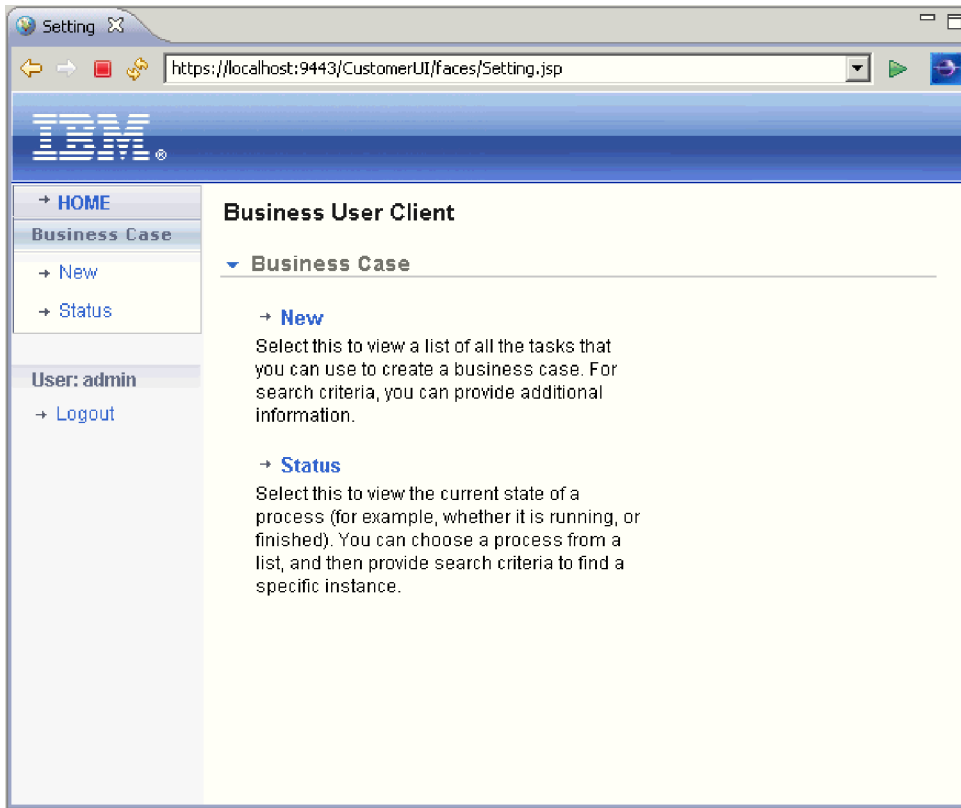 Setting
https://localhost:9443/CustomerUI/faces/Setting.jsp
IBM®
HOME
Business Case
New
Status
User: admin
Logout
Business User Client
Business Case
New
Select this to view a list of all the tasks that
you can use to create a business case. For
search criteria, you can provide additional
information.
Status
Select this to view the current state of a
process (for example, whether it is running, or
finished). You can choose a process from a
list, and then provide search criteria to find a
specific instance.